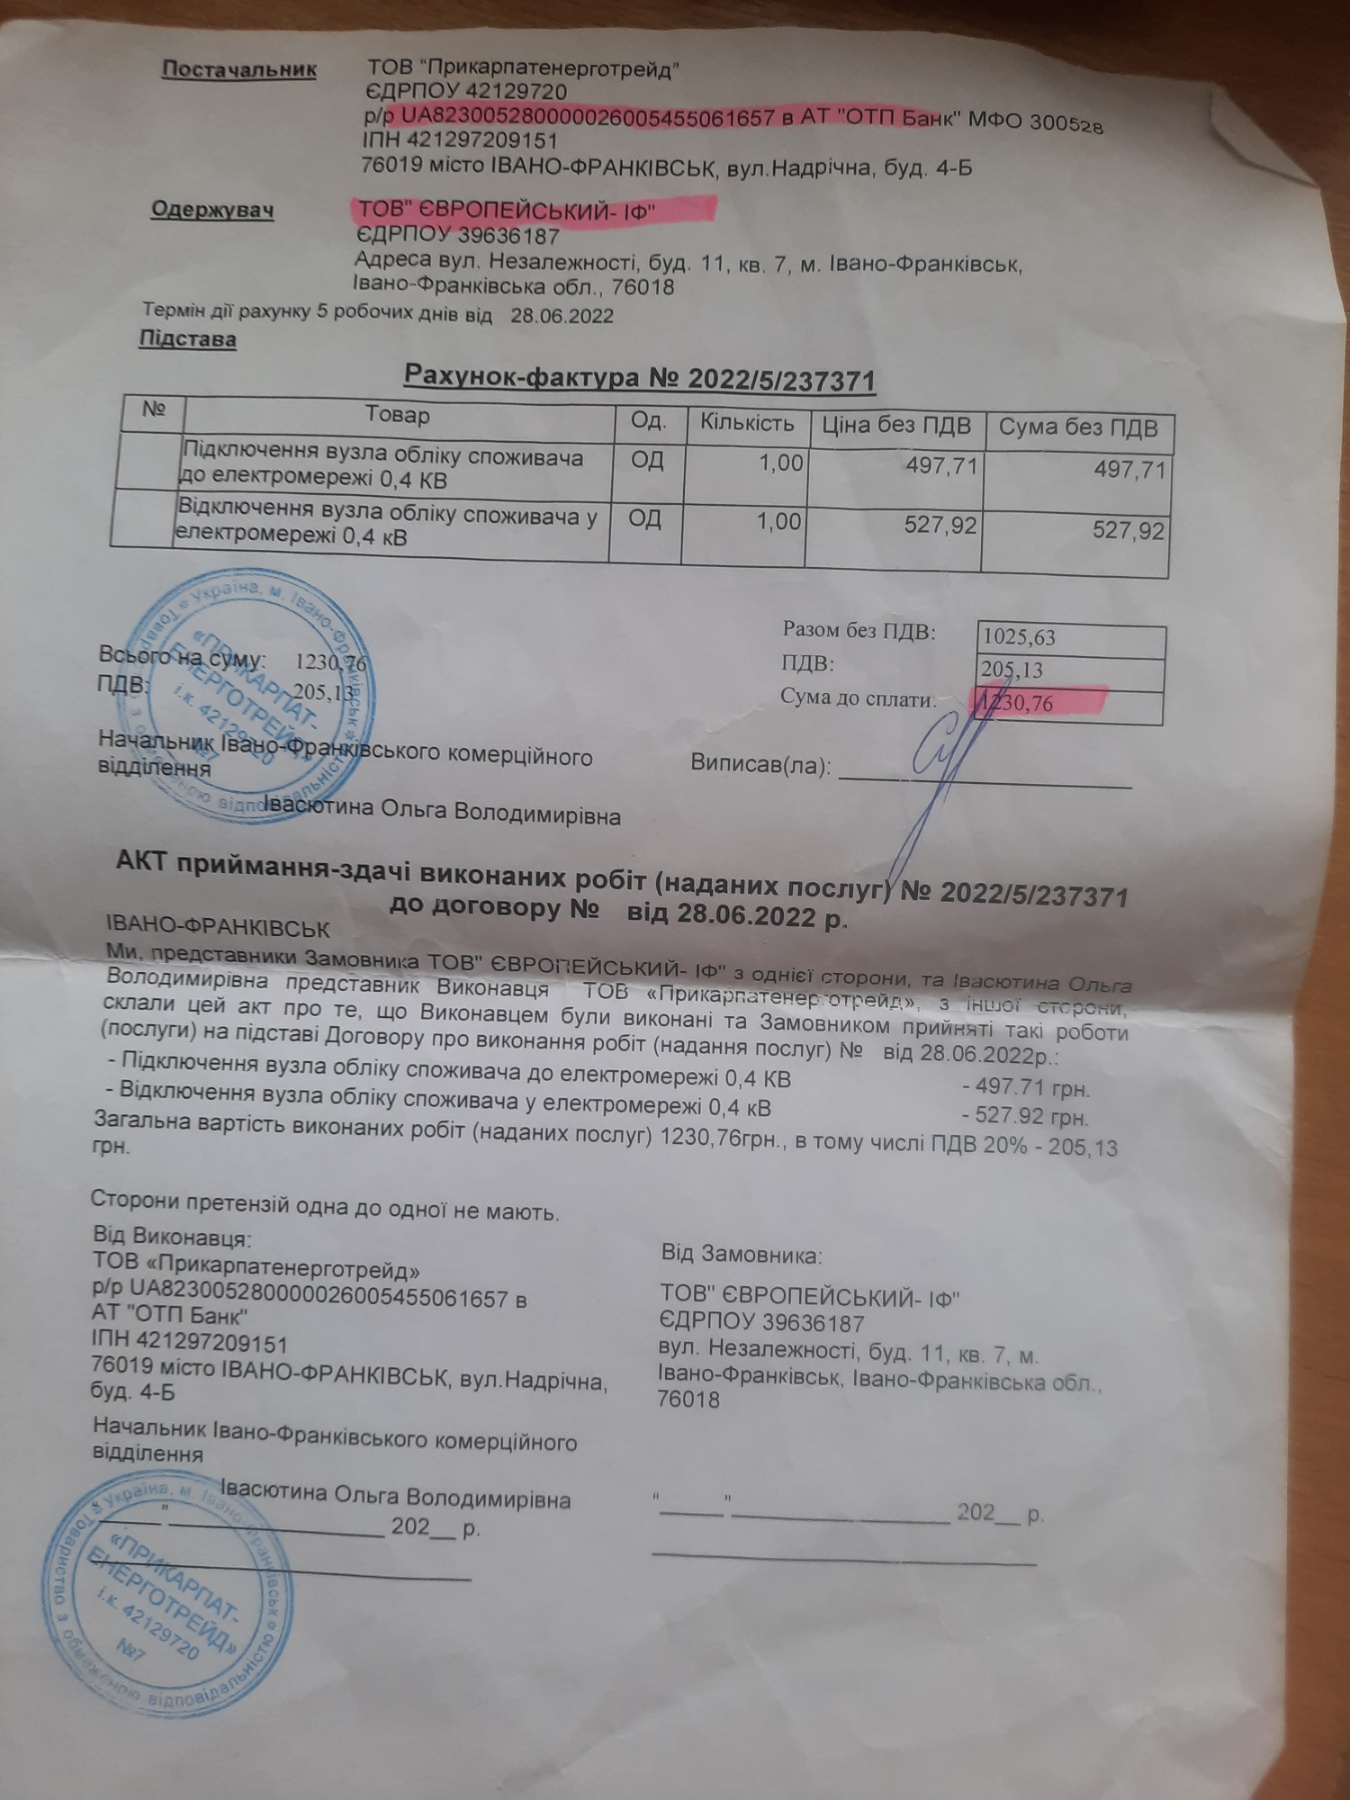 Постачальник ТОВ "Прикарпатенерготрейд"
ЄДРПОУ 42129720
р/р UA823005280000026005455061657 в АТ "ОТП Банк" МФО 300528
ІПН 421297209151
76019 місто ІВАНО-ФРАНКІВСЬК, вул.Надрічна, буд. 4-Б
Одержувач ТОВ" ЄВРОПЕЙСЬКИЙ- ІФ"
ЄДРПОУ 39636187
Адреса вул. Незалежності, буд. 11, кв. 7, м. Івано-Франківськ,
Івано-Франківська обл., 76018
Термін дії рахунку 5 робочих днів від 28.06.2022
Підстава
Рахунок-фактура № 2022/5/237371
№ Товар Од. Кількість Ціна без ПДВ Сума без ПДВ
Підключення вузла обліку споживача ОД 1,00 497,71 497,71
до електромережі 0,4 КВ
Відключення вузла обліку споживача у ОД 1,00 527,92 527,92
електромережі 0,4 кВ
Разом без ПДВ: 1025,63
ПДВ: 205,13
Сума до сплати: 1230,76
Всього на суму: 1230,76
ПДВ: 205,13
Начальник Івано-Франківського комерційного
відділення
Виписав(ла):
Івасютина Ольга Володимирівна
Україна, м. Івано-Франківськ * Товариство з обмеженою відповідальністю
«ПРИКАРПАТ-
ЕНЕРГОТРЕЙД»
і.к. 42129720
№7
АКТ приймання-здачі виконаних робіт (наданих послуг) № 2022/5/237371
до договору № від 28.06.2022 р.
ІВАНО-ФРАНКІВСЬК
Ми, представники Замовника ТОВ" ЄВРОПЕЙСЬКИЙ- ІФ" з однієї сторони, та Івасютина Ольга
Володимирівна представник Виконавця ТОВ «Прикарпатенерготрейд», з іншої сторони,
склали цей акт про те, що Виконавцем були виконані та Замовником прийняті такі роботи
(послуги) на підставі Договору про виконання робіт (надання послуг) № від 28.06.2022р.:
- Підключення вузла обліку споживача до електромережі 0,4 КВ - 497.71 грн.
- Відключення вузла обліку споживача у електромережі 0,4 кВ - 527.92 грн.
Загальна вартість виконаних робіт (наданих послуг) 1230,76грн., в тому числі ПДВ 20% - 205,13
грн.
Сторони претензій одна до одної не мають.
Від Виконавця:
ТОВ «Прикарпатенерготрейд»
р/р UA823005280000026005455061657 в
АТ "ОТП Банк"
ІПН 421297209151
76019 місто ІВАНО-ФРАНКІВСЬК, вул.Надрічна,
буд. 4-Б
Начальник Івано-Франківського комерційного
відділення
Івасютина Ольга Володимирівна
"____" ________________ 202__ р.
Від Замовника:
ТОВ" ЄВРОПЕЙСЬКИЙ- ІФ"
ЄДРПОУ 39636187
вул. Незалежності, буд. 11, кв. 7, м.
Івано-Франківськ, Івано-Франківська обл.,
76018
"____" ________________ 202__ р.
Україна, м. Івано-Франківськ * Товариство з обмеженою відповідальністю
«ПРИКАРПАТ-
ЕНЕРГОТРЕЙД»
і.к. 42129720
№7